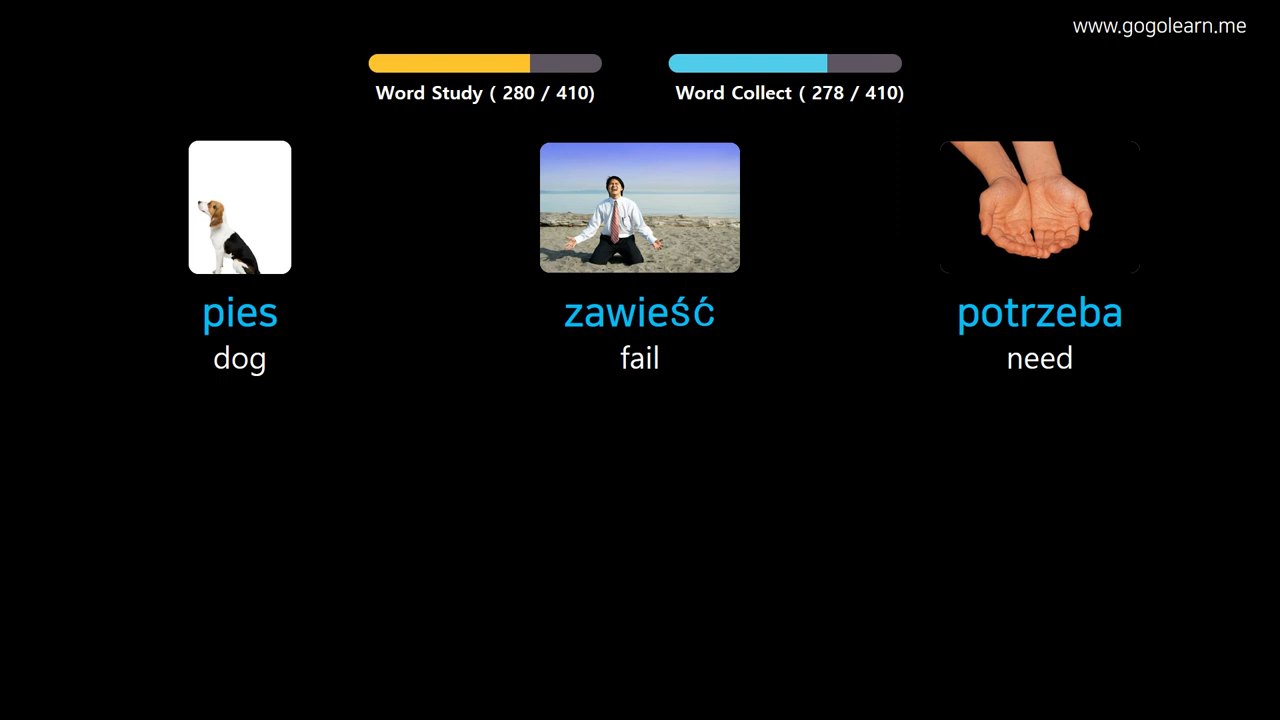 www.gogolearn.me
Word Study ( 280 / 410)
Word Collect ( 278 / 410)
pies
dog
zawieść
fail
potrzeba
need